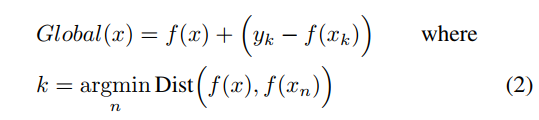 Global(x) = f(x) + (y_k − f(x_k)) where
k = argmin_n Dist(f(x), f(x_n)) (2)